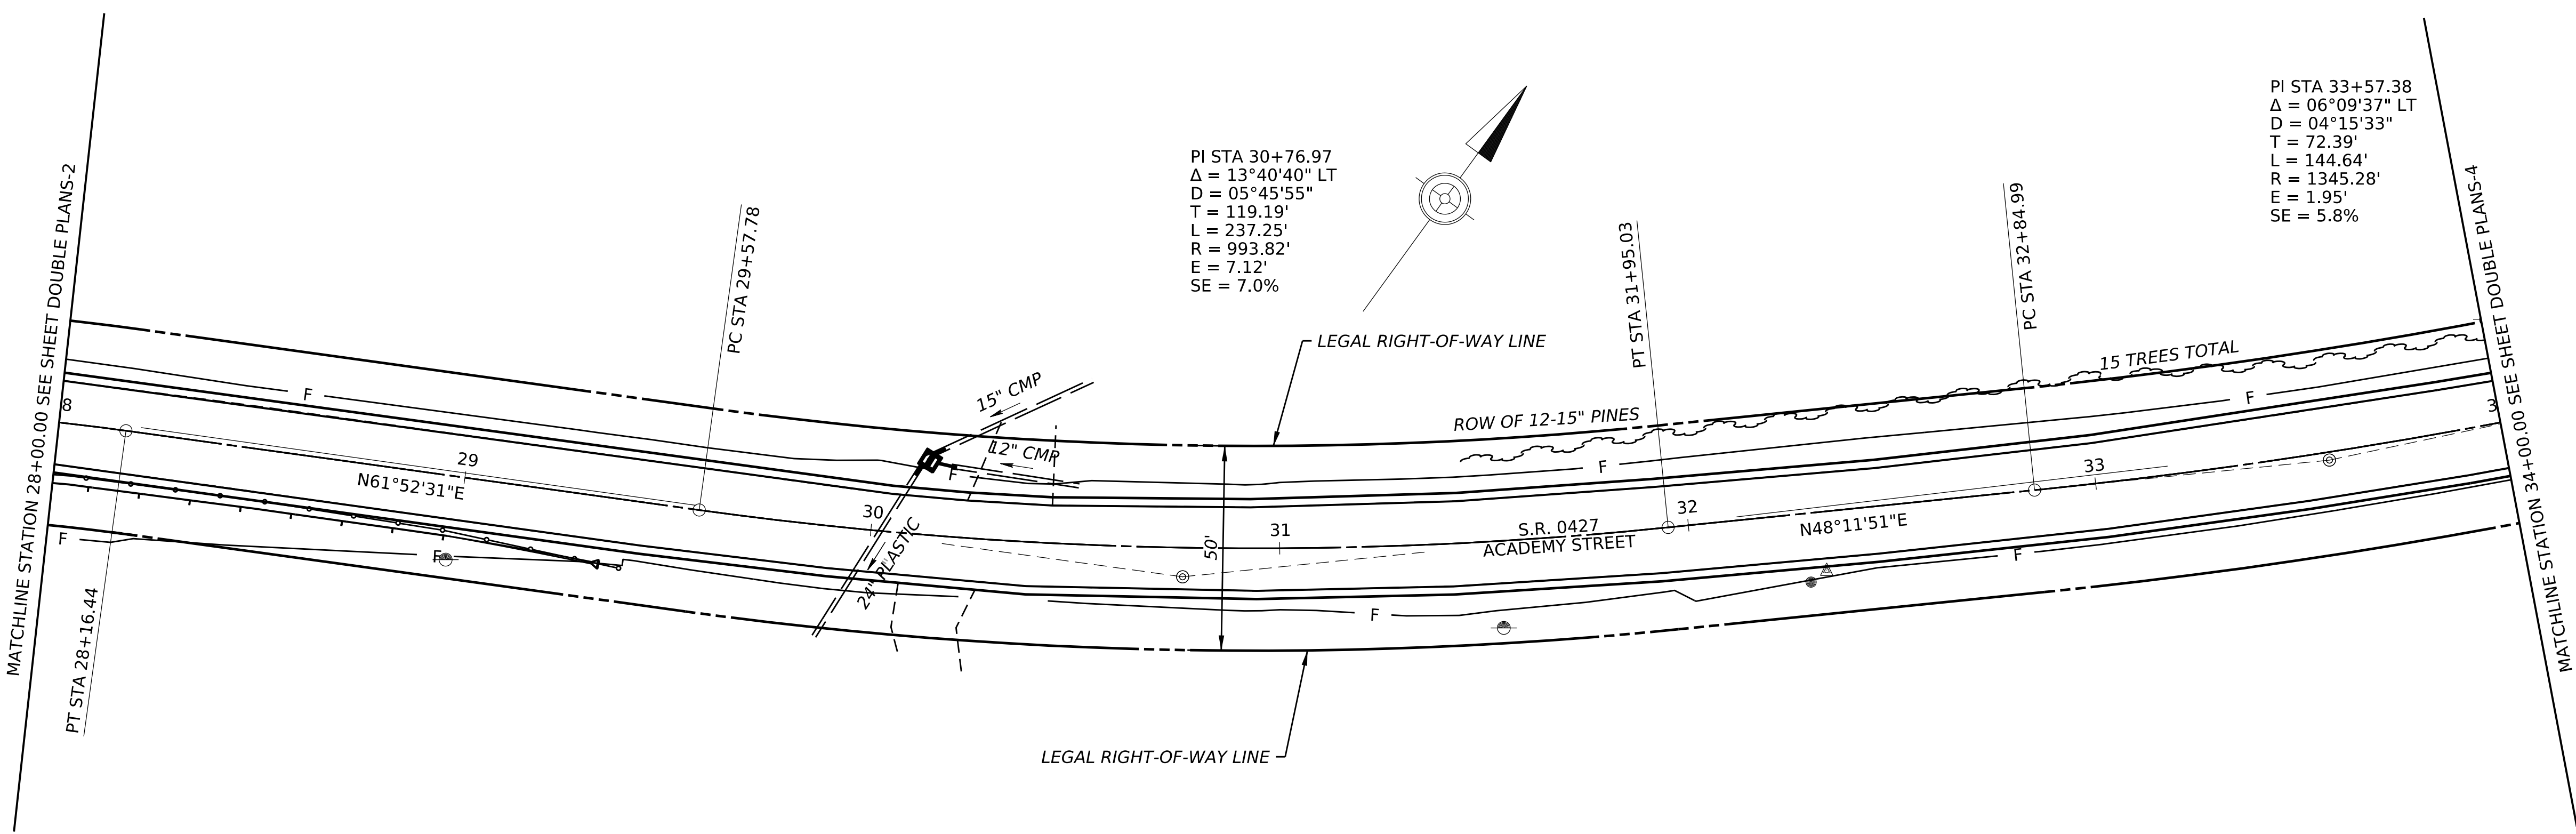 MATCHLINE STATION 28+00.00 SEE SHEET DOUBLE PLANS-2
PT STA 28+16.44
8
F
F
F
29
N61°52'31"E
PC STA 29+57.78
30
15" CMP
12" CMP
F
24" PLASTIC
PI STA 30+76.97
Δ = 13°40'40" LT
D = 05°45'55"
T = 119.19'
L = 237.25'
R = 993.82'
E = 7.12'
SE = 7.0%
LEGAL RIGHT-OF-WAY LINE
50'
31
LEGAL RIGHT-OF-WAY LINE
F
ROW OF 12-15" PINES
F
S.R. 0427
ACADEMY STREET
PT STA 31+95.03
32
N48°11'51"E
PC STA 32+84.99
33
F
15 TREES TOTAL
F
PI STA 33+57.38
Δ = 06°09'37" LT
D = 04°15'33"
T = 72.39'
L = 144.64'
R = 1345.28'
E = 1.95'
SE = 5.8%
3
MATCHLINE STATION 34+00.00 SEE SHEET DOUBLE PLANS-4